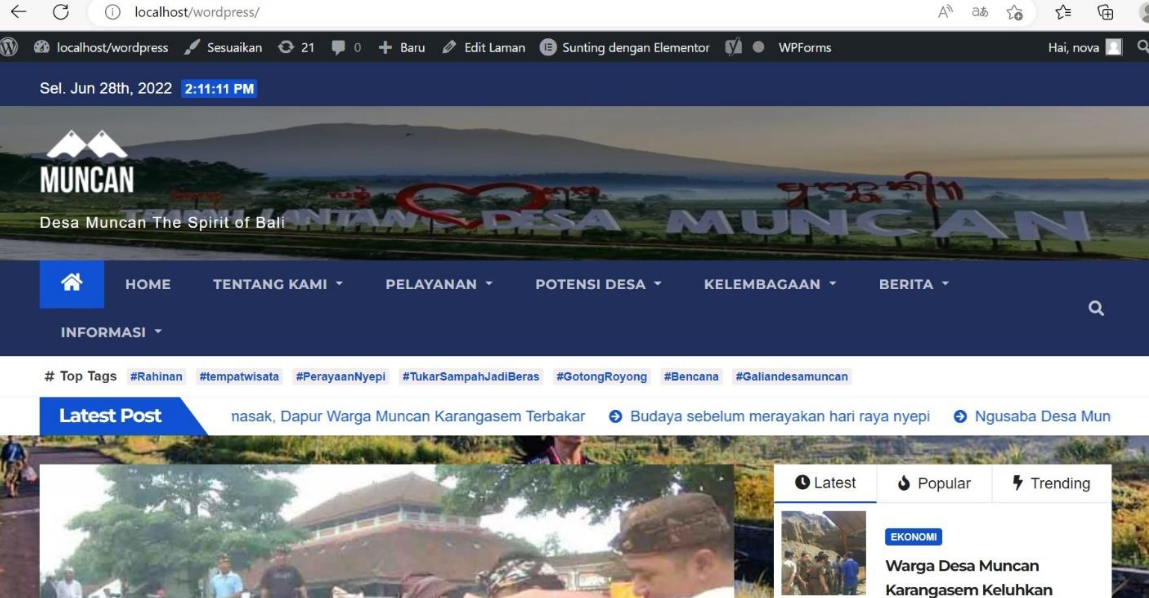 localhost/wordpress/
localhost/wordpress Sesuaikan 21 0 + Baru Edit Laman Sunting dengan Elementor WPForms Hai, nova
Sel. Jun 28th, 2022 2:11:11 PM
MUNCAN
Desa Muncan The Spirit of Bali
DESA MUNCAN
HOME TENTANG KAMI PELAYANAN POTENSI DESA KELEMBAGAAN BERITA
INFORMASI
# Top Tags #Rahinan #tempatwisata #PerayaanNyepi #TukarSampahJadiBeras #GotongRoyong #Bencana #Galiandesamuncan
Latest Post nasak, Dapur Warga Muncan Karangasem Terbakar Budaya sebelum merayakan hari raya nyepi Ngusaba Desa Mun
Latest Popular Trending
EKONOMI
Warga Desa Muncan
Karangasem Keluhkan